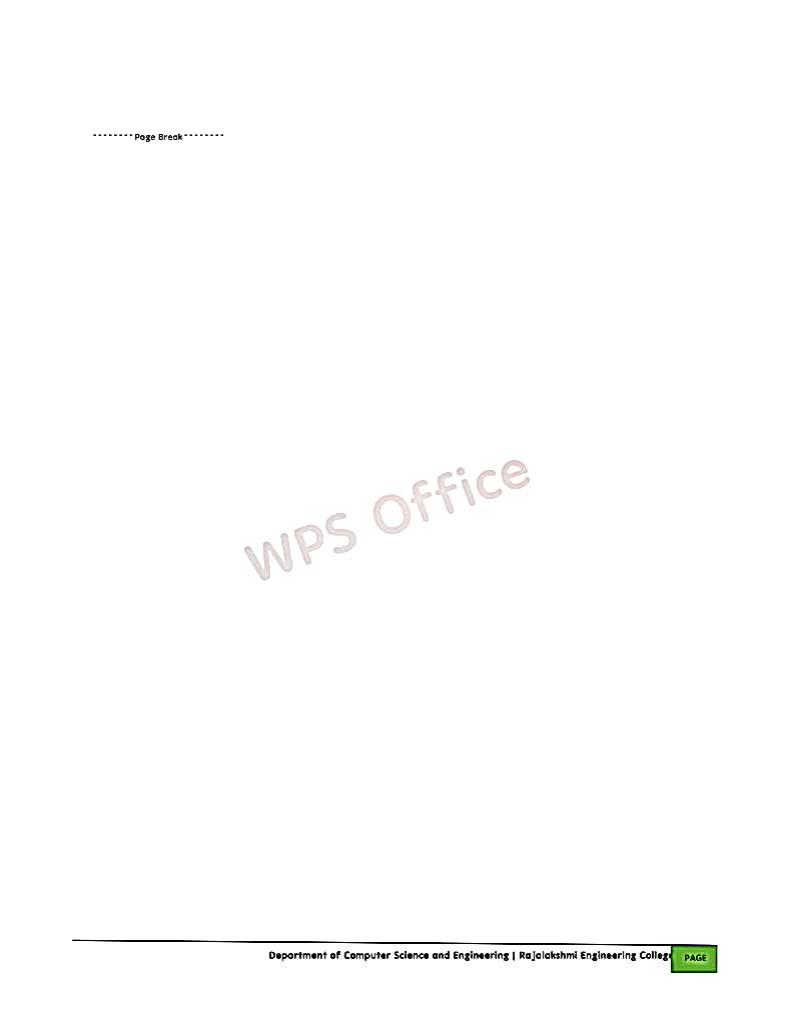 --------Page Break--------
WPS Office
Department of Computer Science and Engineering | Rajalakshmi Engineering College
PAGE